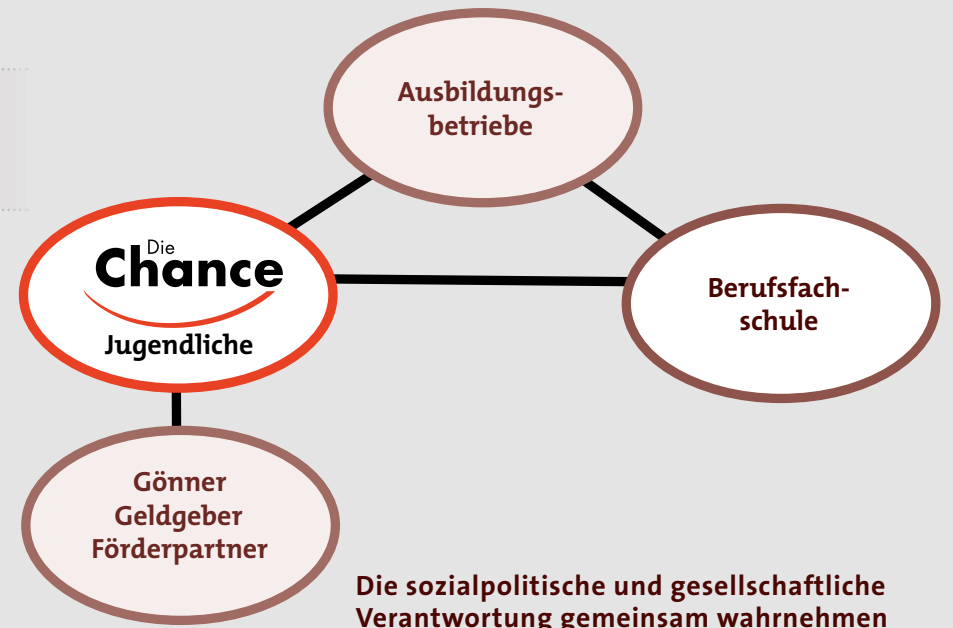 Ausbildungs-
betriebe
Die
Chance
Jugendliche
Berufsfach-
schule
Gönner
Geldgeber
Förderpartner
Die sozialpolitische und gesellschaftliche
Verantwortung gemeinsam wahrnehmen